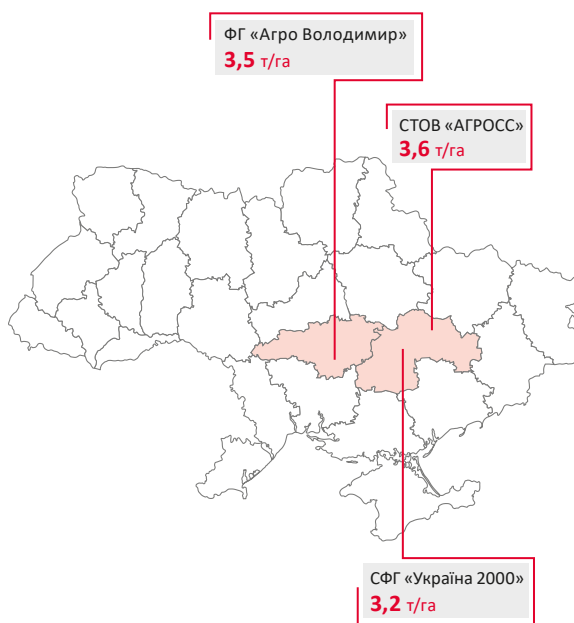 ФГ «Агро Володимир»
3,5 т/га
СТОВ «АГРОСС»
3,6 т/га
СФГ «Україна 2000»
3,2 т/га